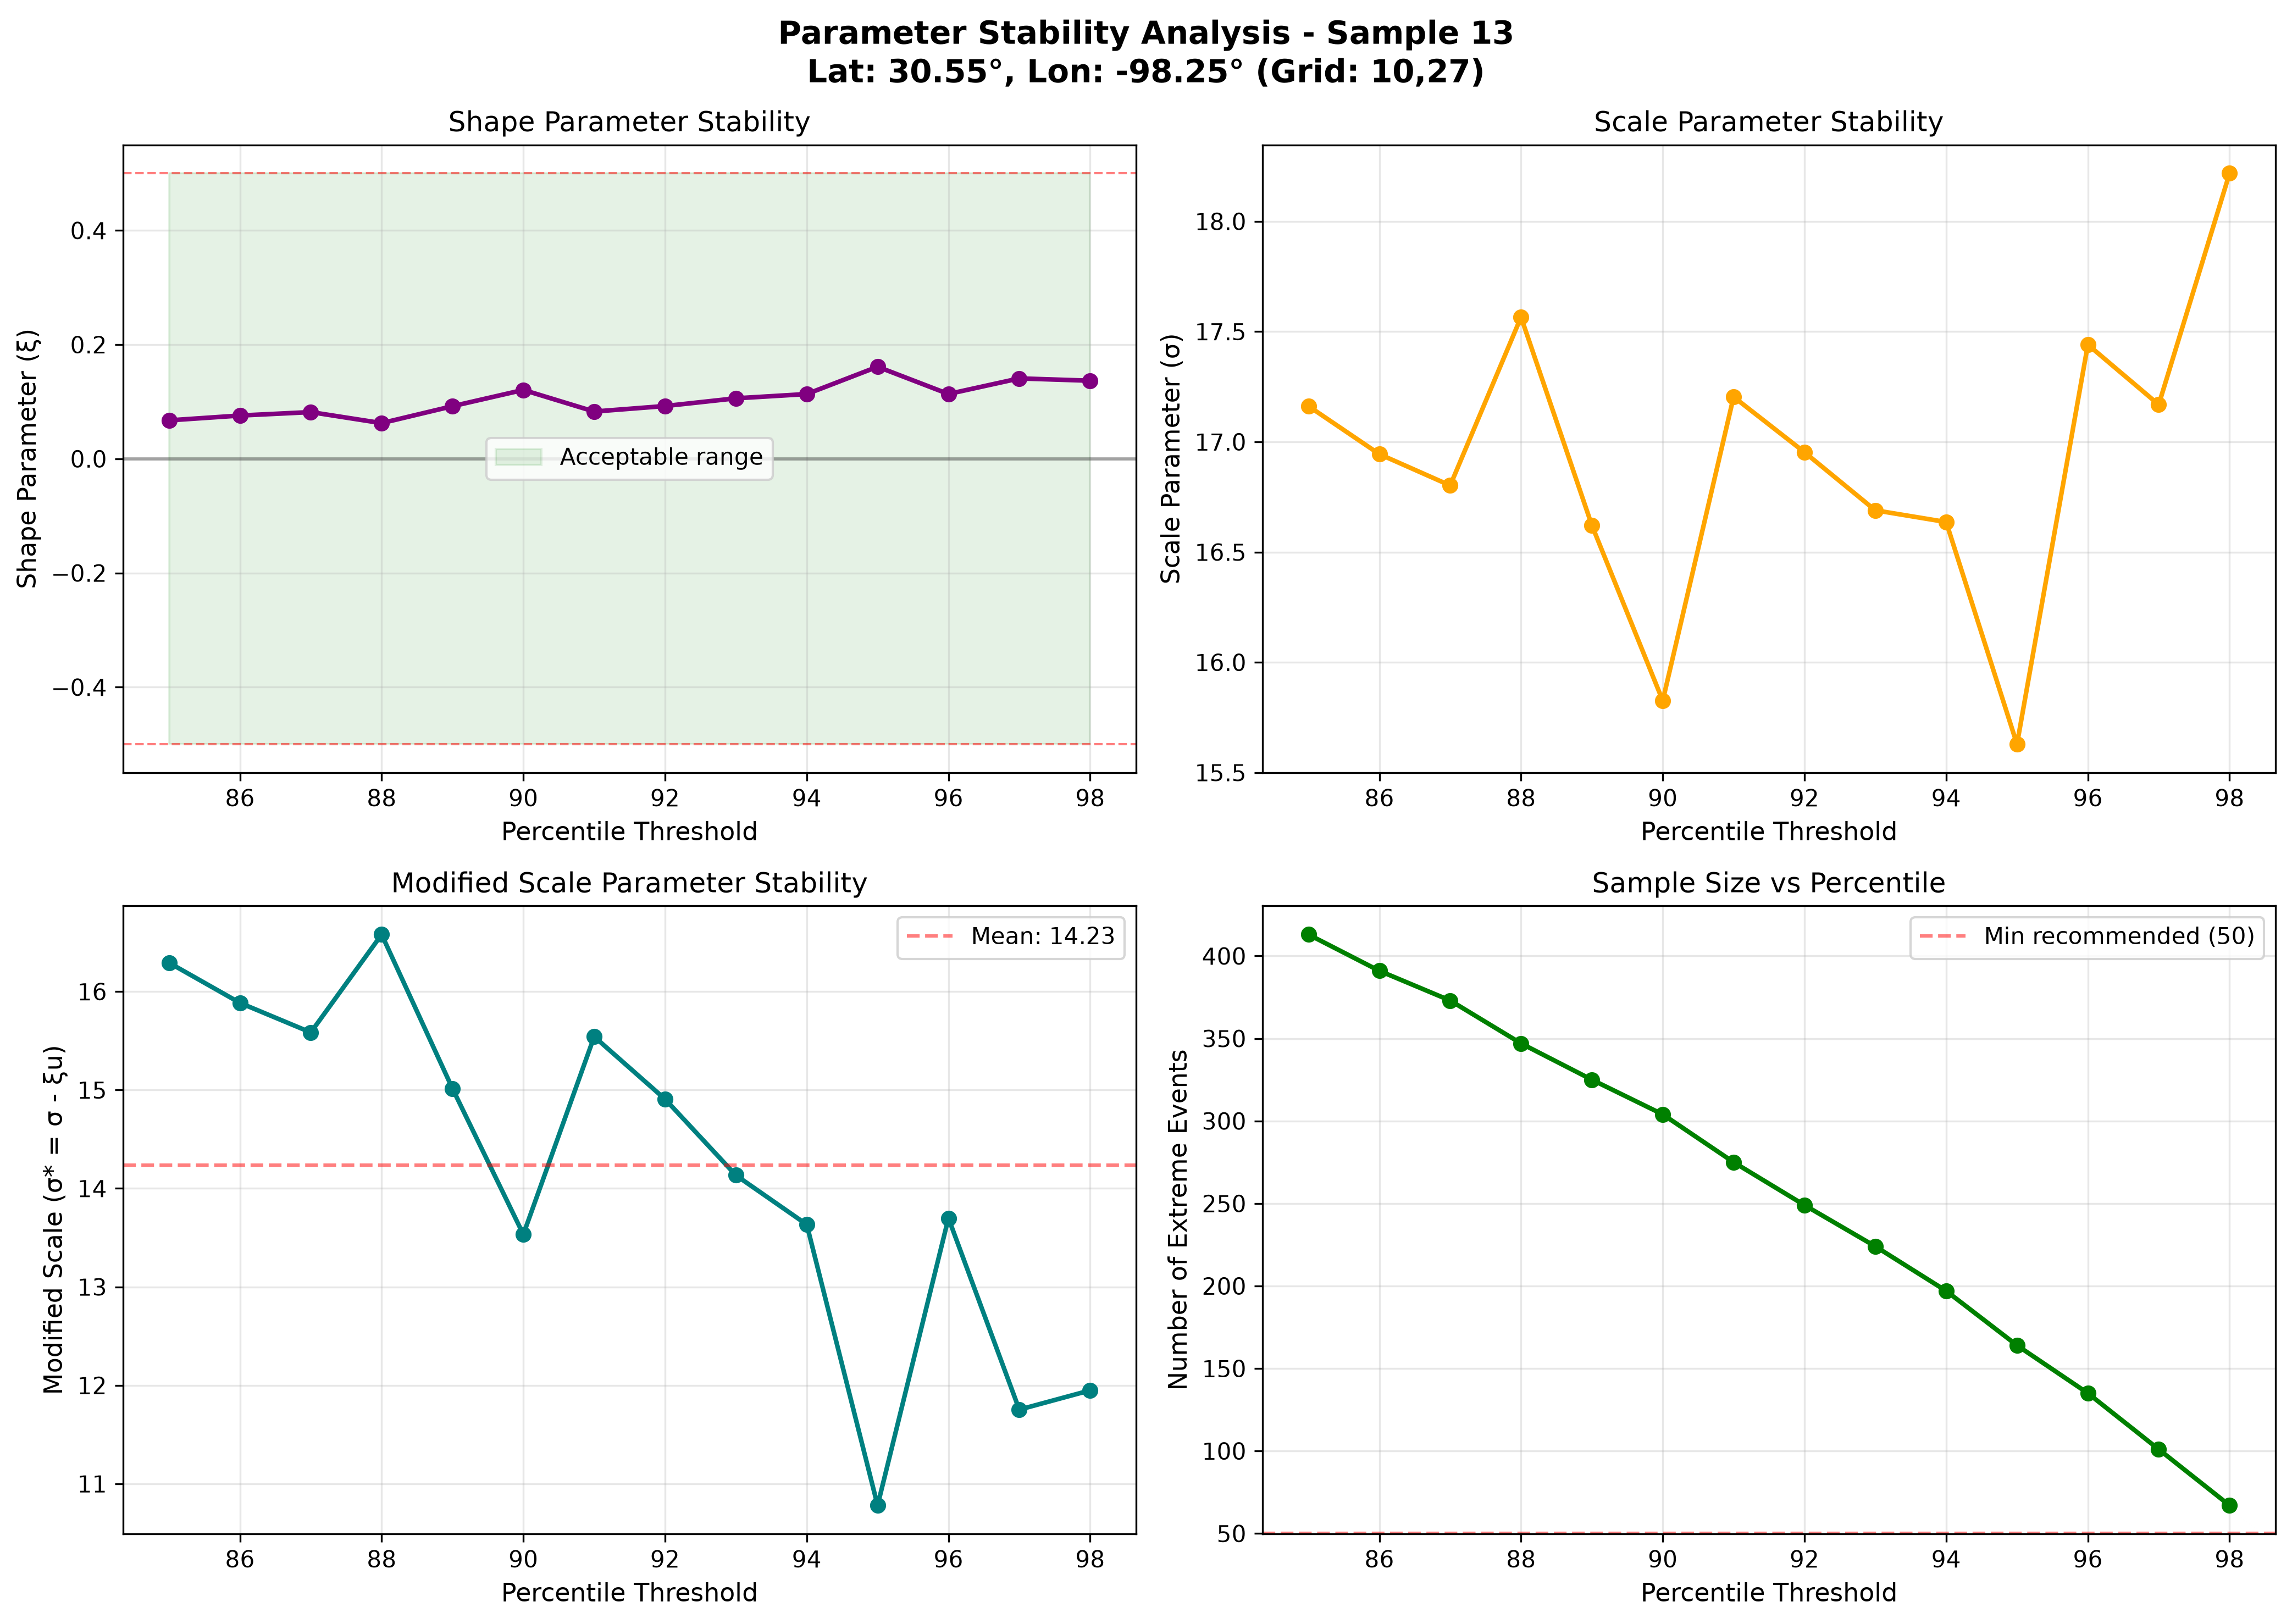 Parameter Stability Analysis - Sample 13
Lat: 30.55°, Lon: -98.25° (Grid: 10,27)
Shape Parameter Stability
Shape Parameter (ξ)
0.4
0.2
0.0
−0.2
−0.4
Acceptable range
86 88 90 92 94 96 98
Percentile Threshold
Scale Parameter Stability
Scale Parameter (σ)
18.0
17.5
17.0
16.5
16.0
15.5
86 88 90 92 94 96 98
Percentile Threshold
Modified Scale Parameter Stability
Modified Scale (σ* = σ - ξu)
16
15
14
13
12
11
Mean: 14.23
86 88 90 92 94 96 98
Percentile Threshold
Sample Size vs Percentile
Number of Extreme Events
400
350
300
250
200
150
100
50
Min recommended (50)
86 88 90 92 94 96 98
Percentile Threshold